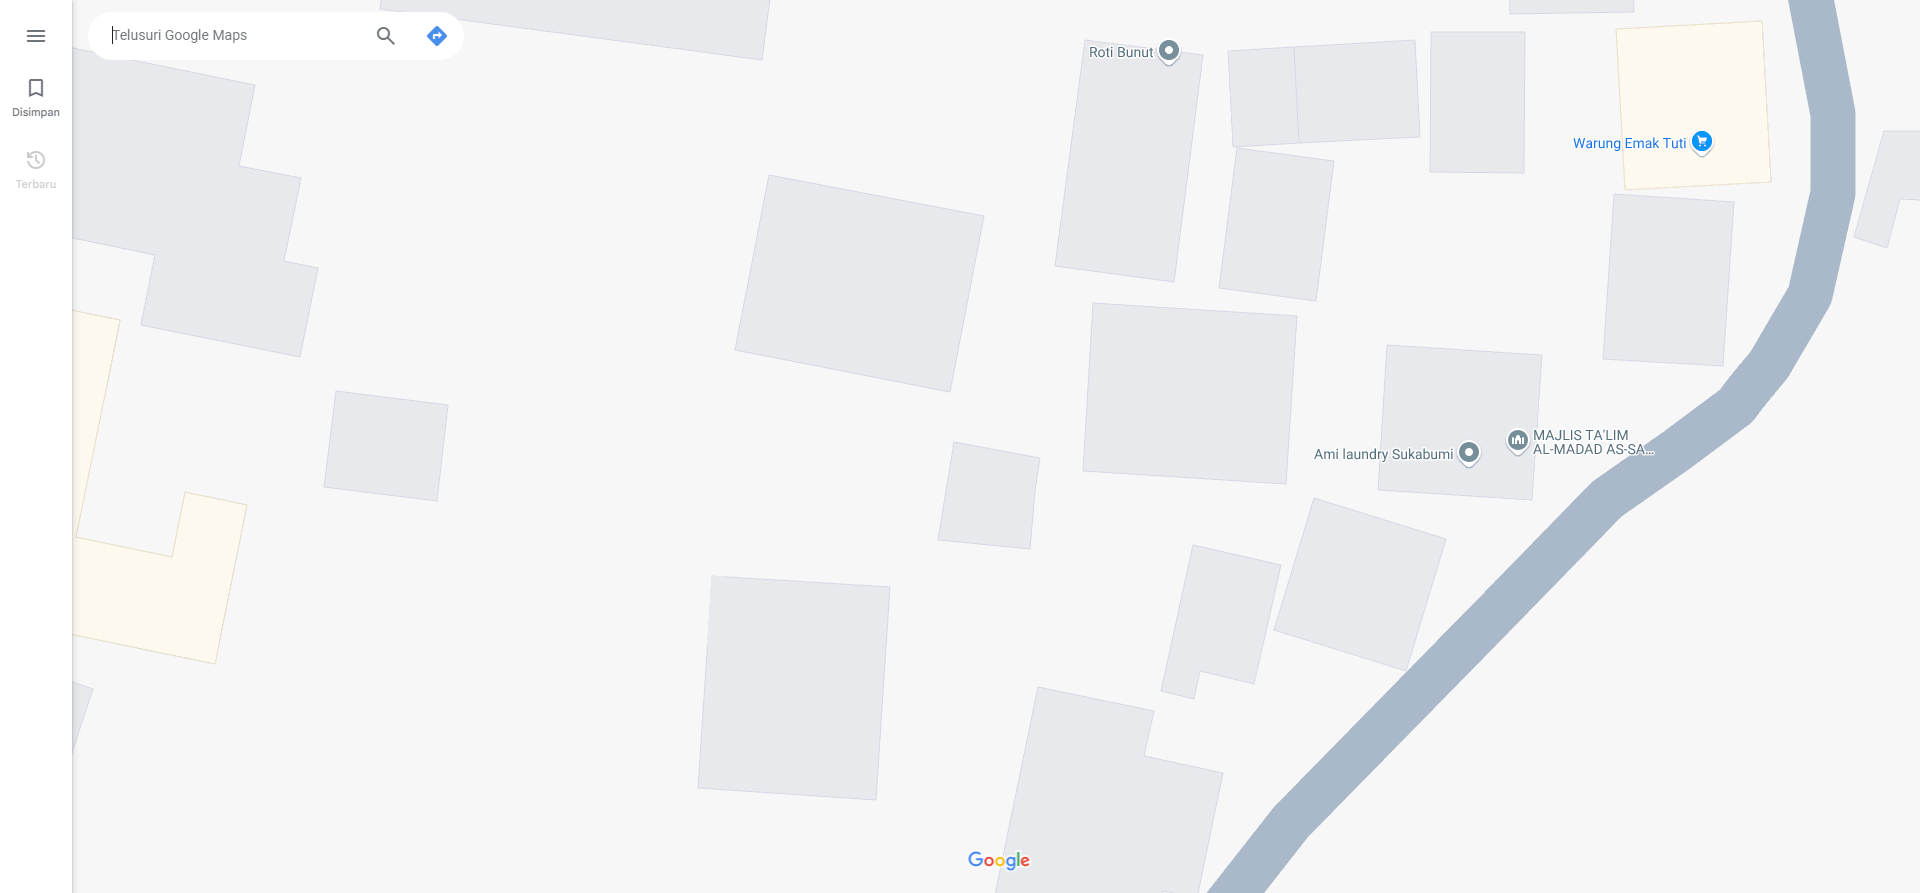 Telusuri Google Maps
Disimpan
Terbaru
Roti Bunut
Warung Emak Tuti
MAJLIS TA'LIM
AL-MADAD AS-SA...
Ami laundry Sukabumi
Google